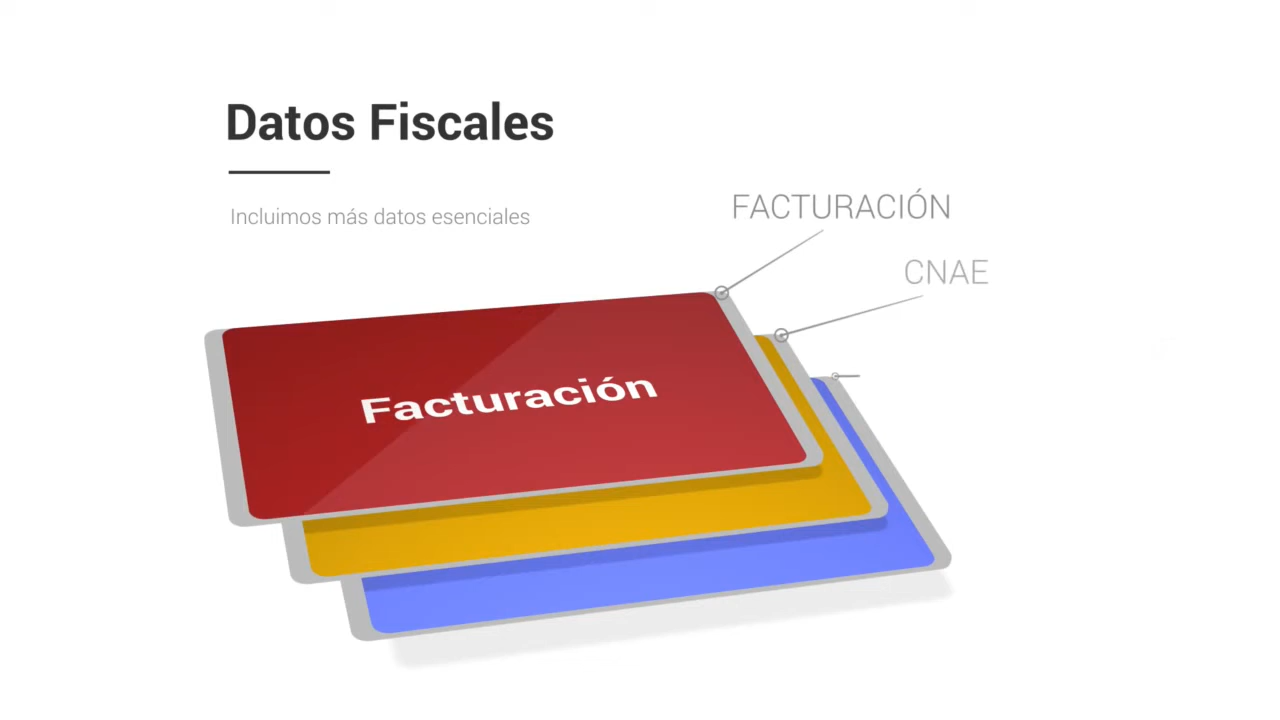 Datos Fiscales
Incluimos más datos esenciales
FACTURACIÓN
CNAE
Facturación